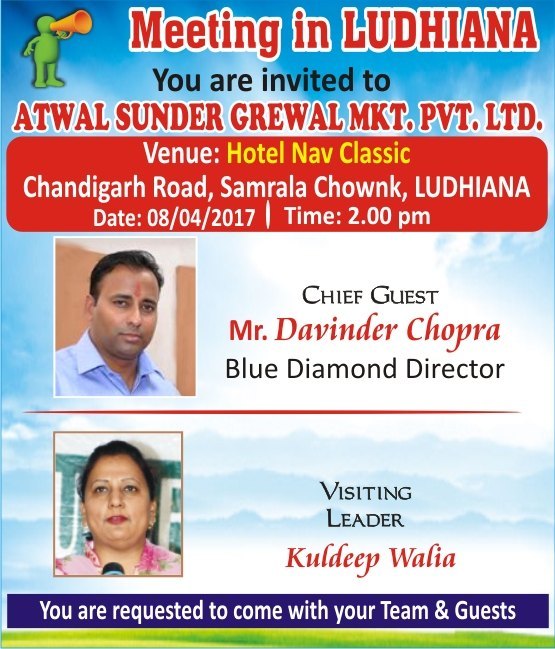 Meeting in LUDHIANA
You are invited to
ATWAL SUNDER GREWAL MKT. PVT. LTD.
Venue: Hotel Nav Classic
Chandigarh Road, Samrala Chownk, LUDHIANA
Date: 08/04/2017 | Time: 2.00 pm
CHIEF GUEST
Mr. Davinder Chopra
Blue Diamond Director
VISITING
LEADER
Kuldeep Walia
You are requested to come with your Team & Guests